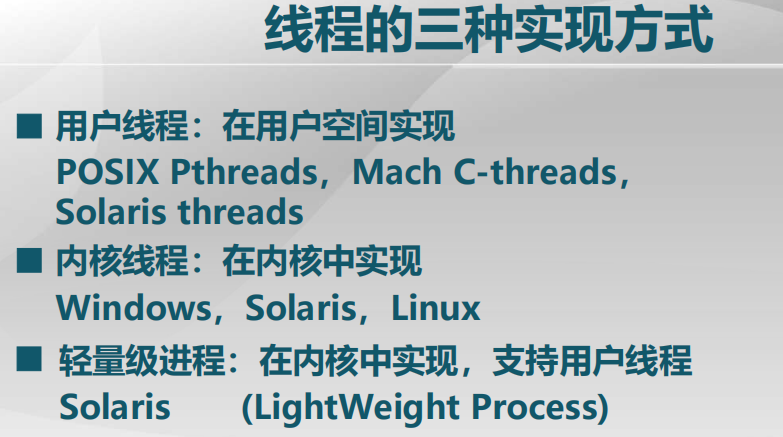 线程的三种实现方式
■ 用户线程：在用户空间实现
POSIX Pthreads，Mach C-threads，
Solaris threads
■ 内核线程：在内核中实现
Windows，Solaris，Linux
■ 轻量级进程：在内核中实现，支持用户线程
Solaris (LightWeight Process)